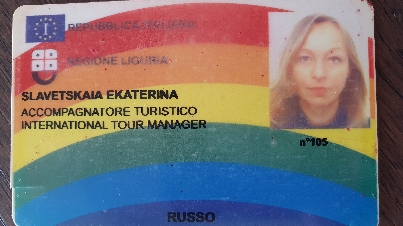 REPUBBLICA ITALIANA
REGIONE LIGURIA
SLAVETSKAIA EKATERINA
ACCOMPAGNATORE TURISTICO
INTERNATIONAL TOUR MANAGER
n°105
RUSSO